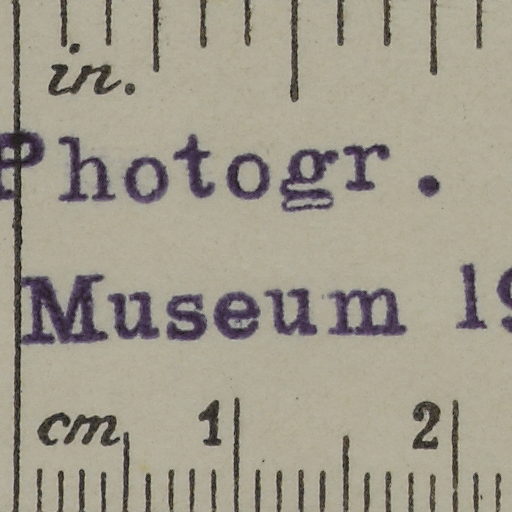 in.
Photogr.
Museum 19
cm 1 2